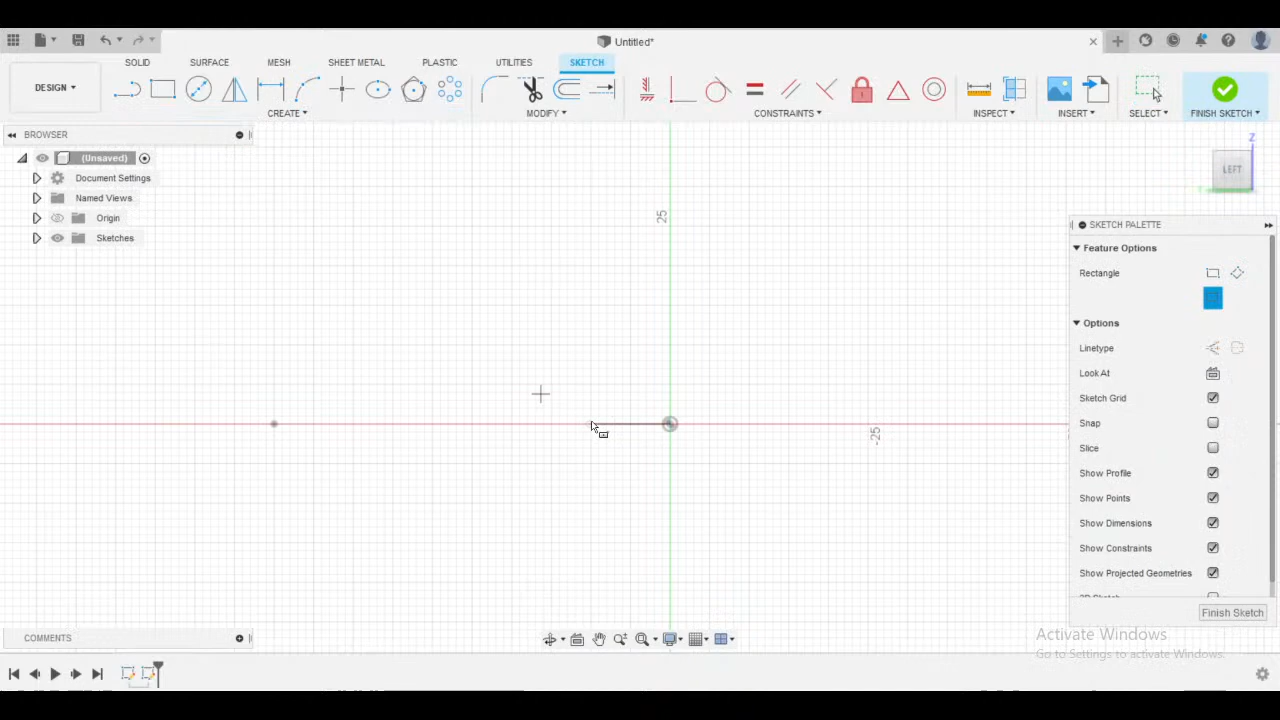 Untitled*
SOLID SURFACE MESH SHEET METAL PLASTIC UTILITIES SKETCH
DESIGN
CREATE MODIFY CONSTRAINTS INSPECT INSERT SELECT FINISH SKETCH
BROWSER
(Unsaved)
Document Settings
Named Views
Origin
Sketches
25
-25
Z
LEFT
SKETCH PALETTE
Feature Options
Rectangle
Options
Linetype
Look At
Sketch Grid
Snap
Slice
Show Profile
Show Points
Show Dimensions
Show Constraints
Show Projected Geometries
3D Sketch
Finish Sketch
COMMENTS
Activate Windows
Go to Settings to activate Windows.